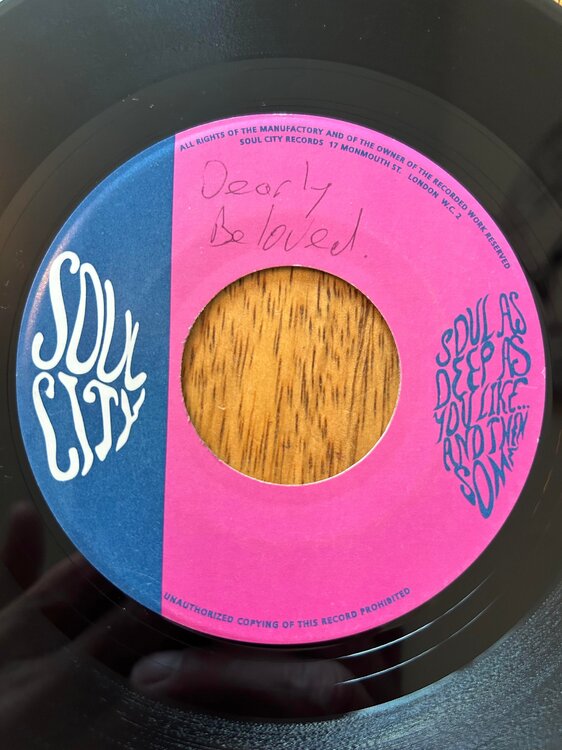 ALL RIGHTS OF THE MANUFACTORY AND OF THE OWNER OF THE RECORDED WORK RESERVED
SOUL CITY RECORDS 17 MONMOUTH ST. LONDON W.C. 2
Dearly
Beloved.
SOUL
CITY
SOUL AS
DEEP AS
YOU LIKE...
AND THEN
SOME
UNAUTHORIZED COPYING OF THIS RECORD PROHIBITED